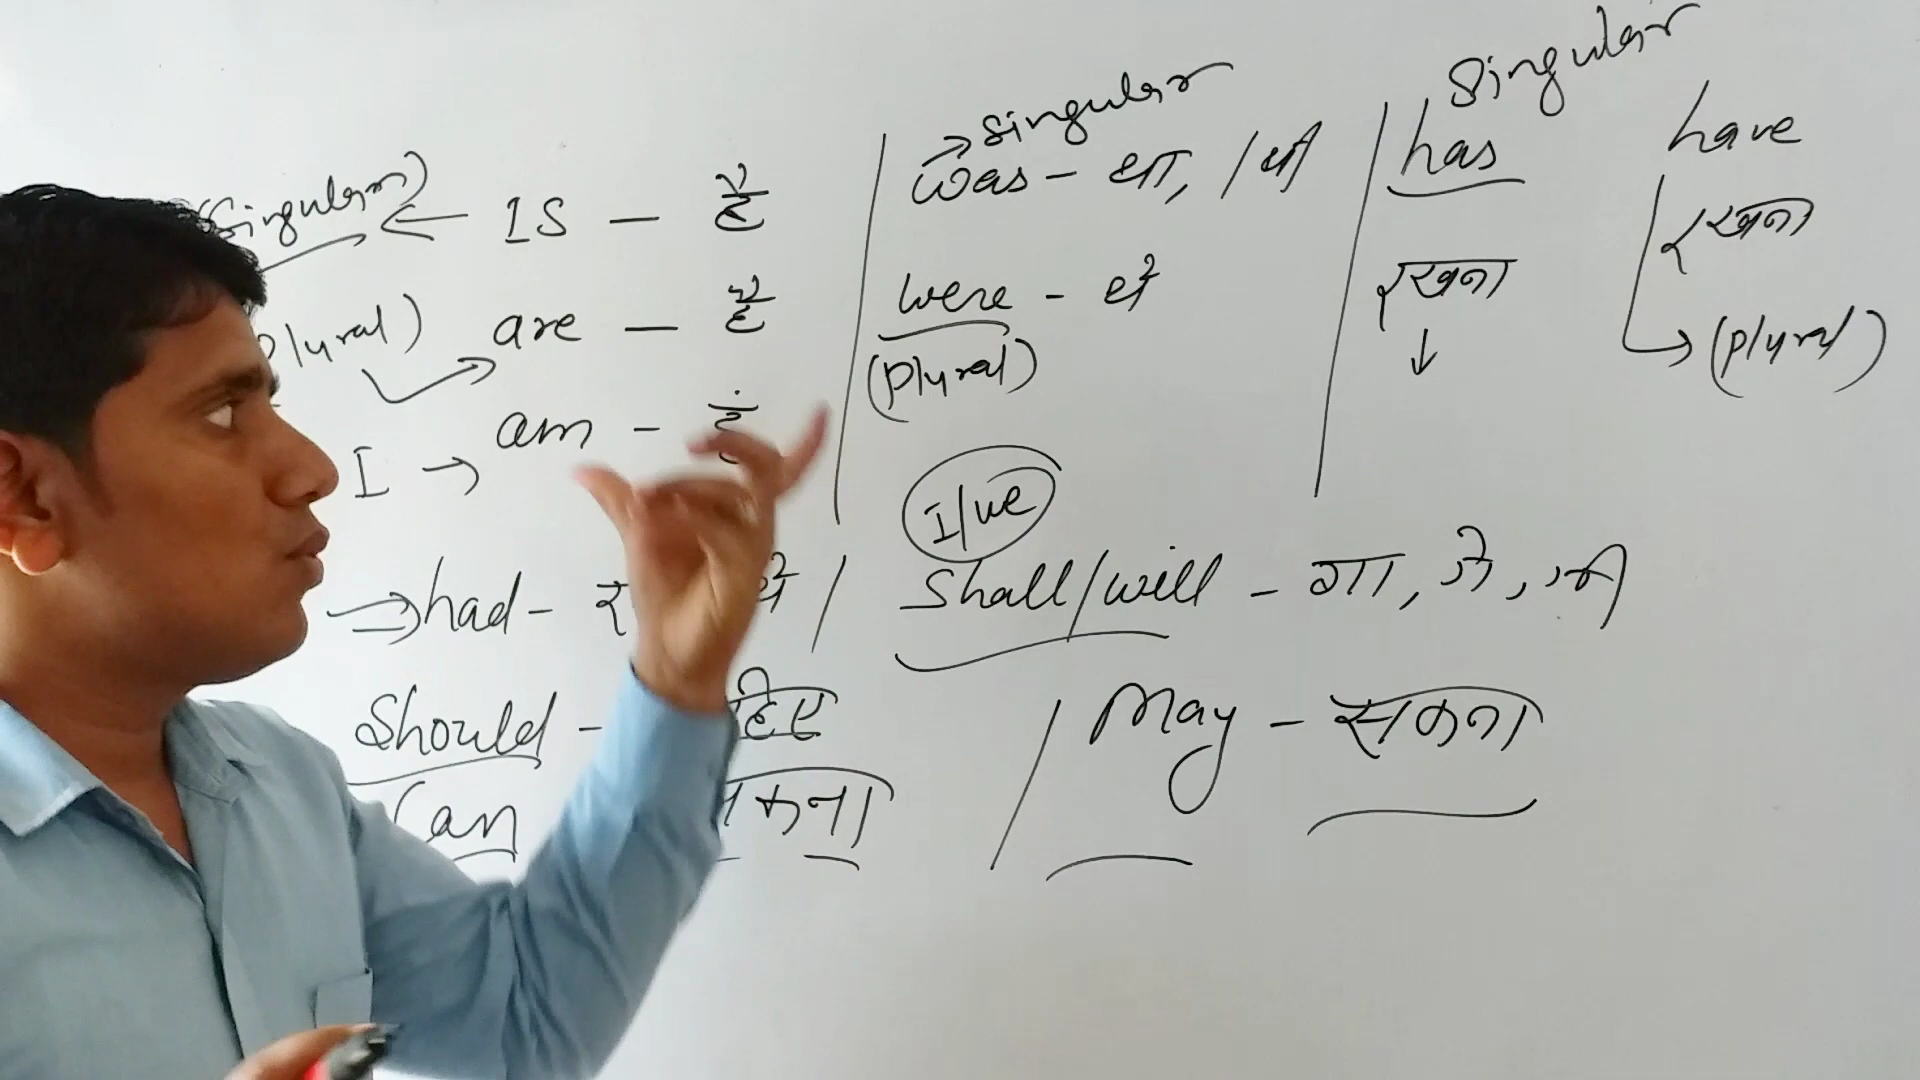 (Singular) ← IS – है
Plural) → are – हैं
I → am –
→ Singular
was – था, / थी
were – थे
(Plural)
Singular
has
रखना
↓
have
रखना
→ (plural)
→ had –
I/we
Shall/will – गा, गे, गी
Should –
Can
May – सकना